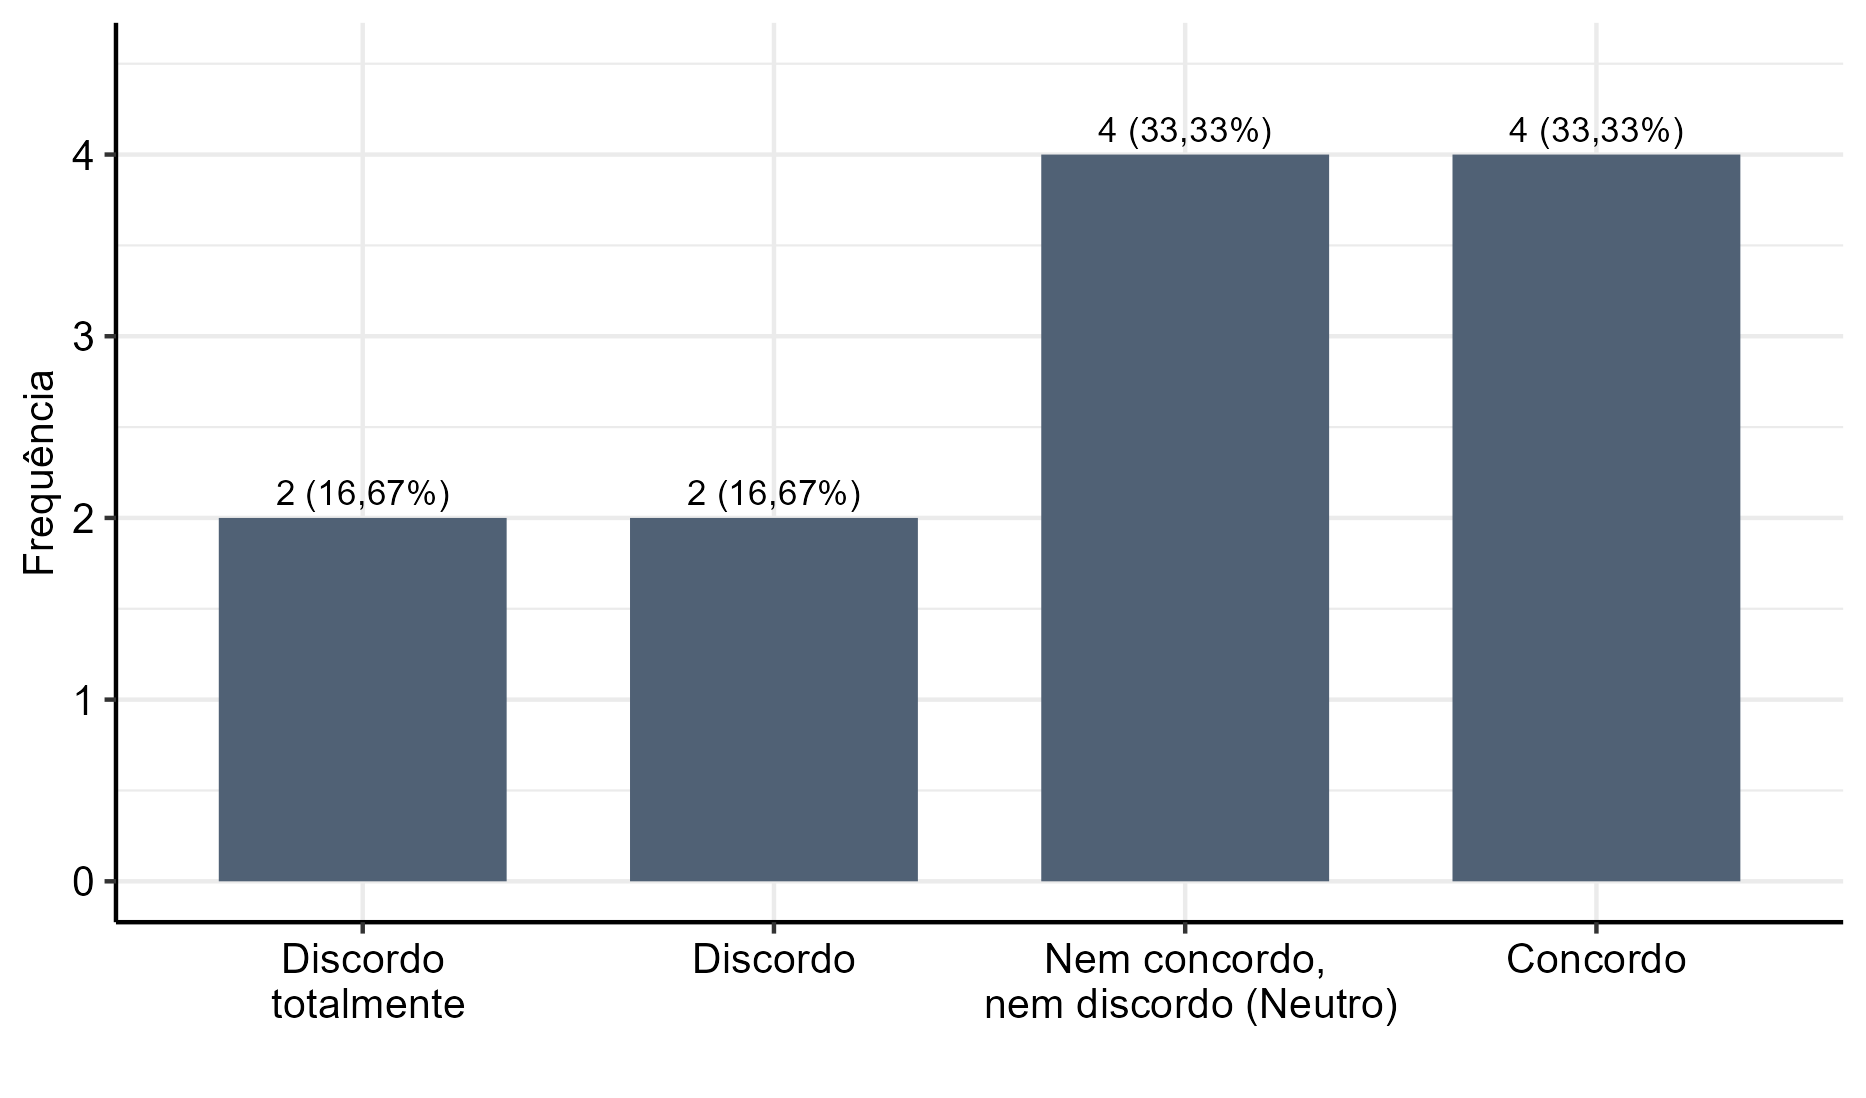 4 (33,33%)
4 (33,33%)
2 (16,67%)
2 (16,67%)
Frequência
4
3
2
1
0
Discordo
totalmente
Discordo
Nem concordo,
nem discordo (Neutro)
Concordo